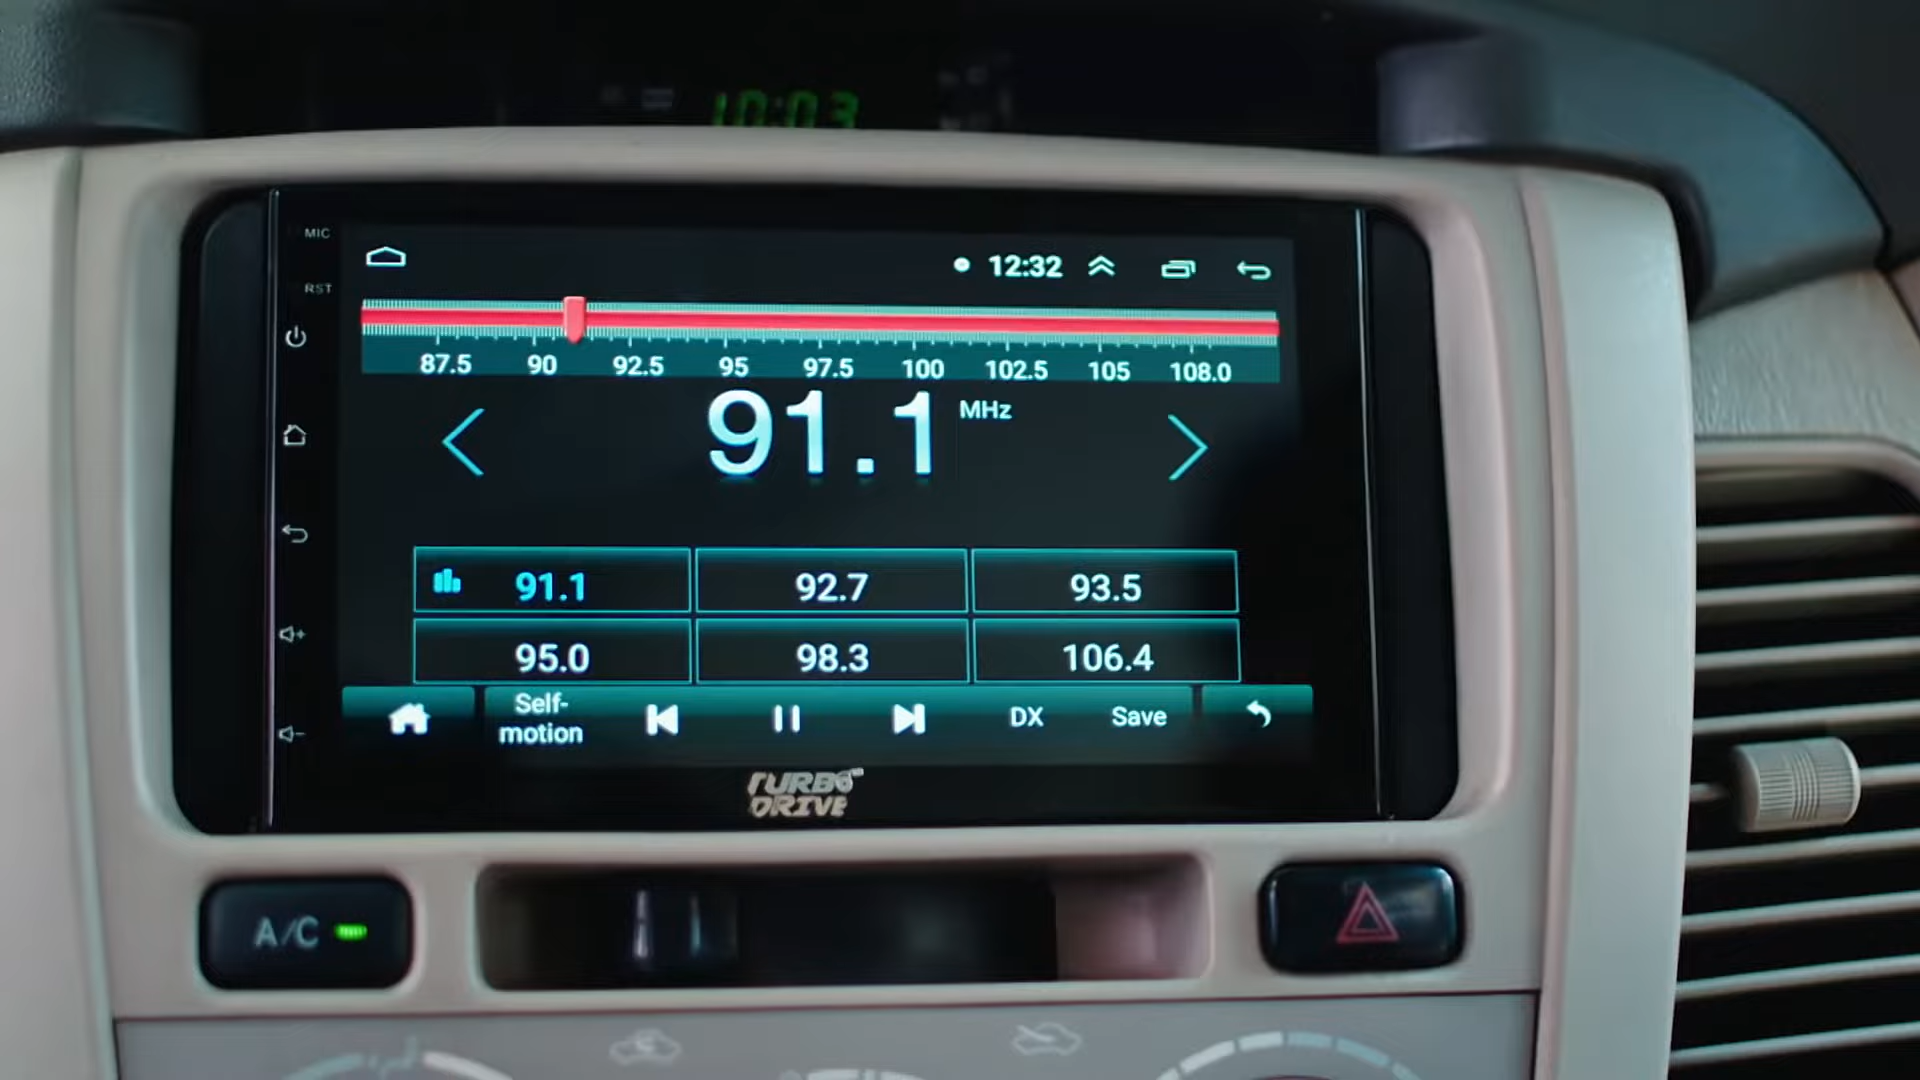 10:03
MIC
12:32
RST
87.5 90 92.5 95 97.5 100 102.5 105 108.0
91.1 MHz
91.1 92.7 93.5
95.0 98.3 106.4
Self-
motion DX Save
TURBO
DRIVE
A/C